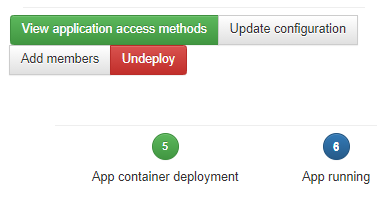 View application access methods Update configuration
Add members Undeploy
5 6
App container deployment App running